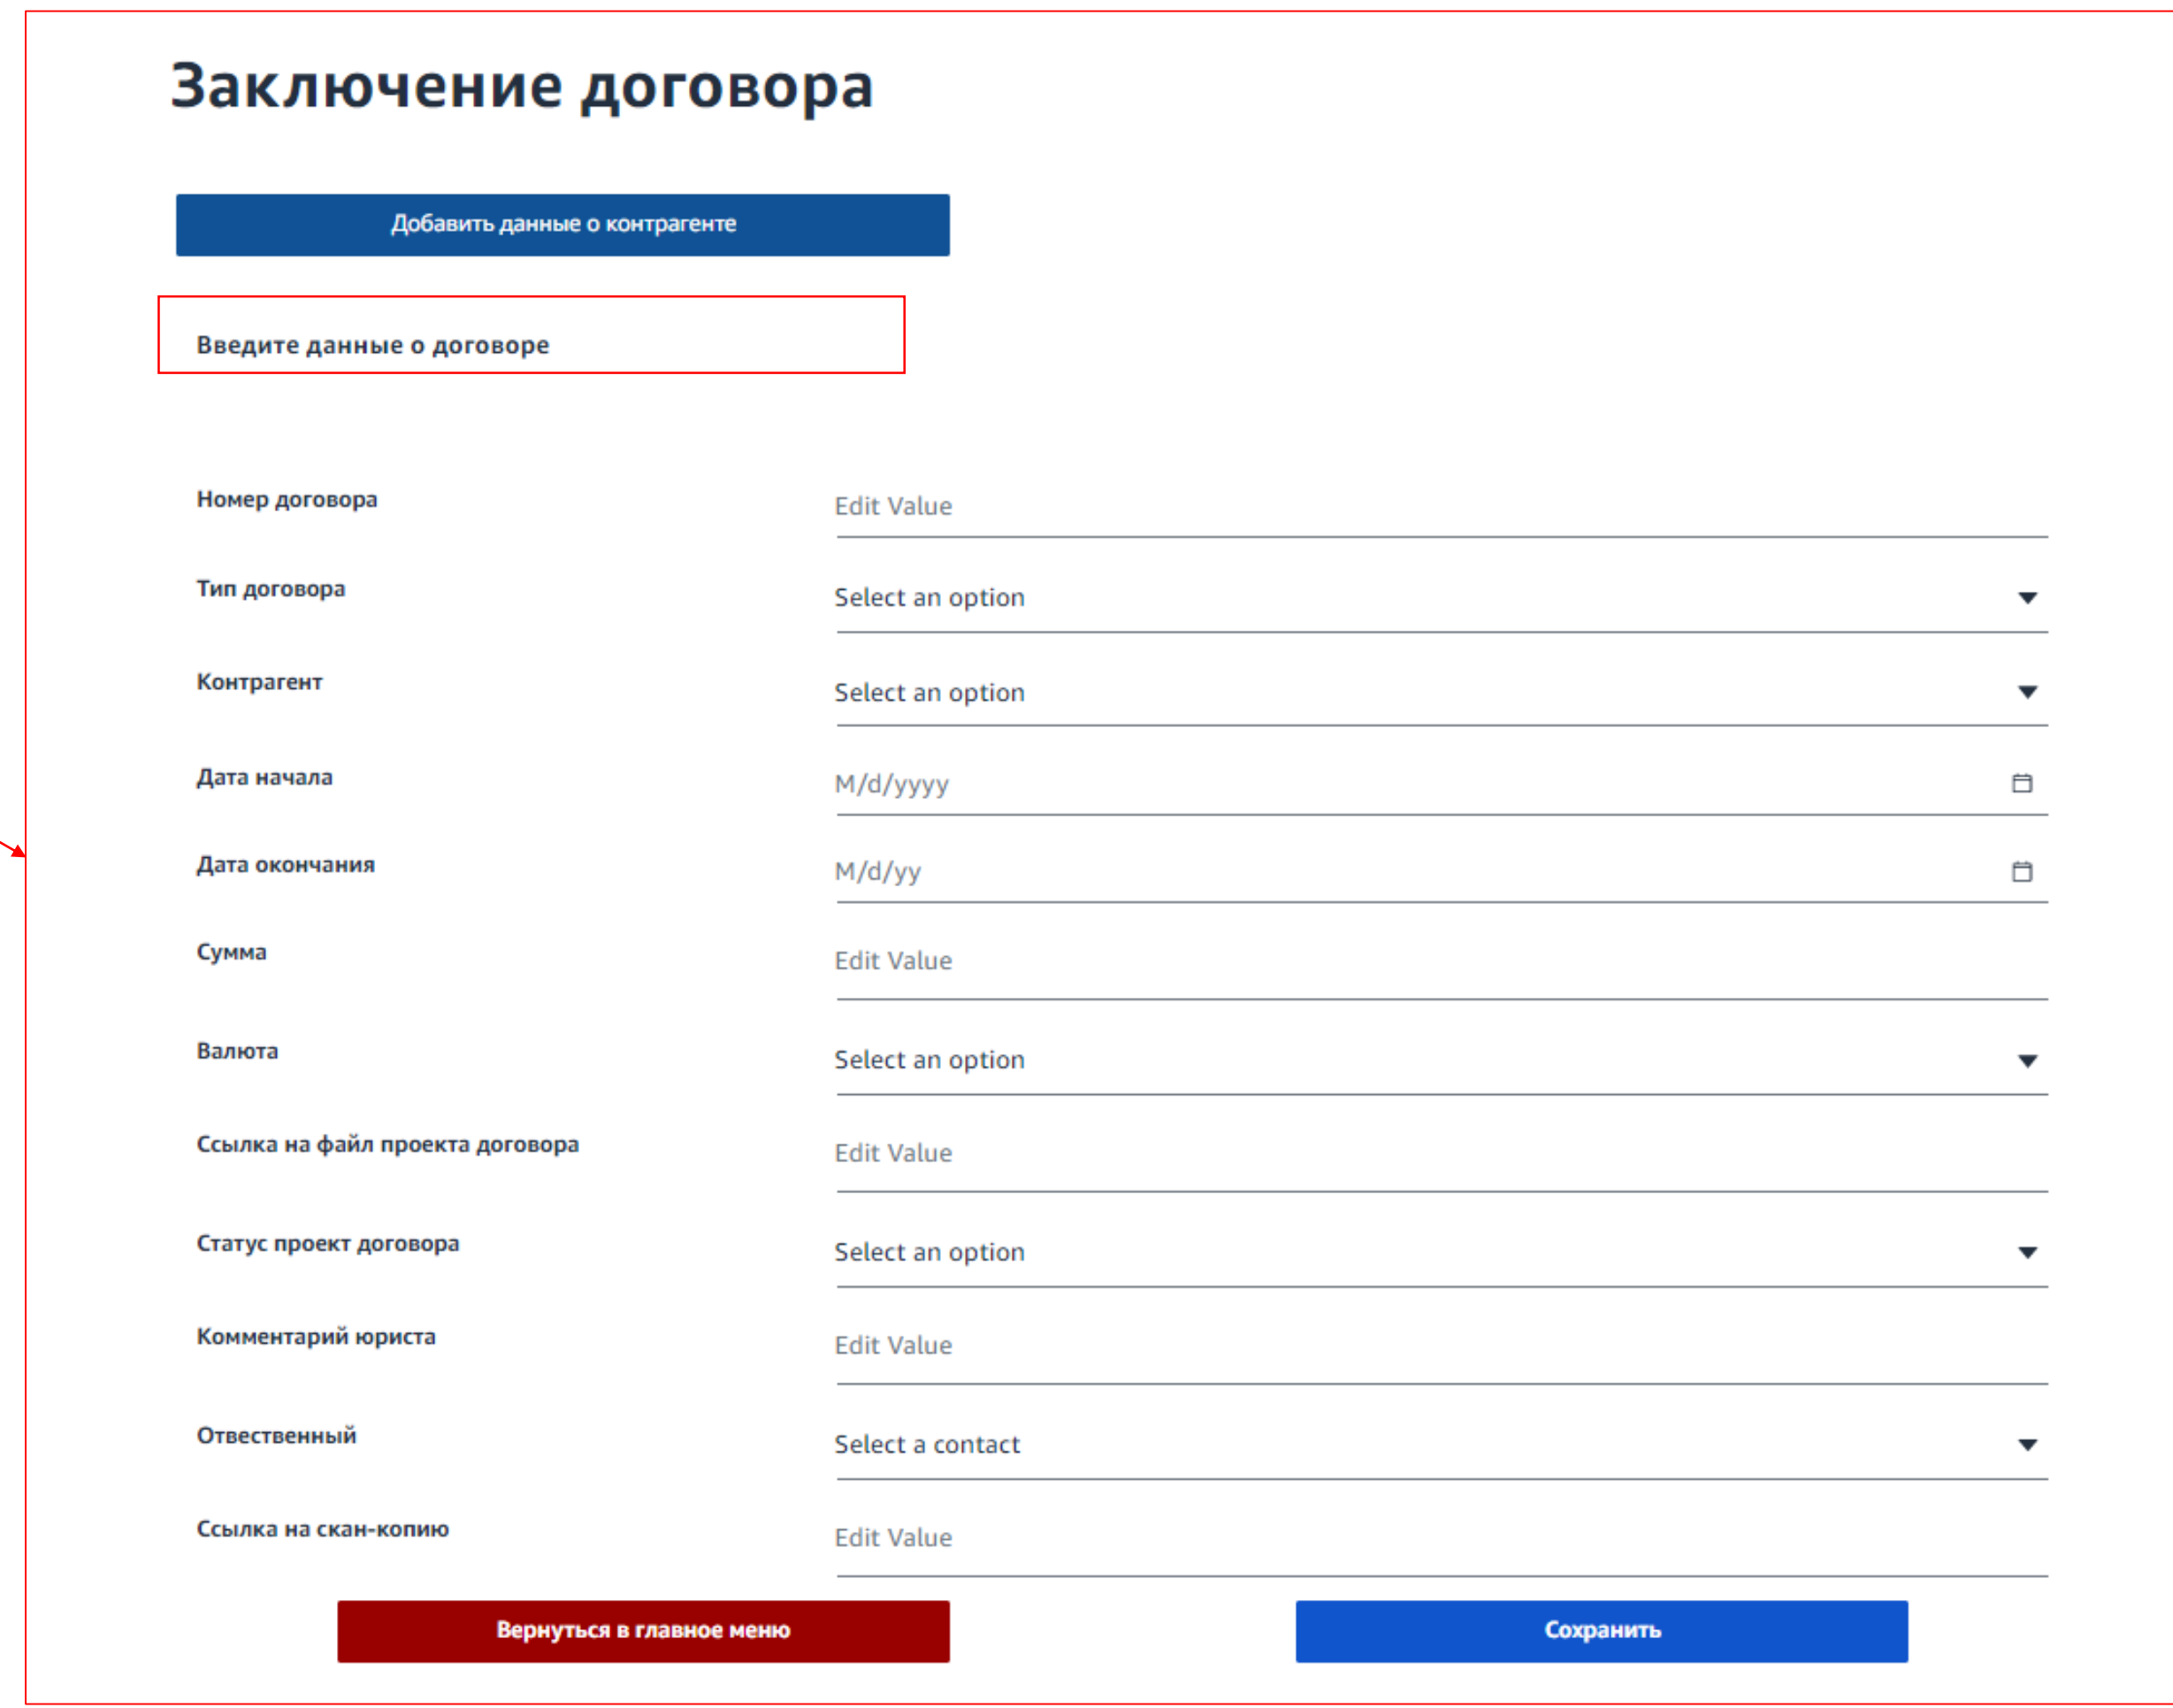 Заключение договора
Добавить данные о контрагенте
Введите данные о договоре
Номер договора
Edit Value
Тип договора
Select an option
Контрагент
Select an option
Дата начала
M/d/yyyy
Дата окончания
M/d/yy
Сумма
Edit Value
Валюта
Select an option
Ссылка на файл проекта договора
Edit Value
Статус проект договора
Select an option
Комментарий юриста
Edit Value
Отвественный
Select a contact
Ссылка на скан-копию
Edit Value
Вернуться в главное меню
Сохранить